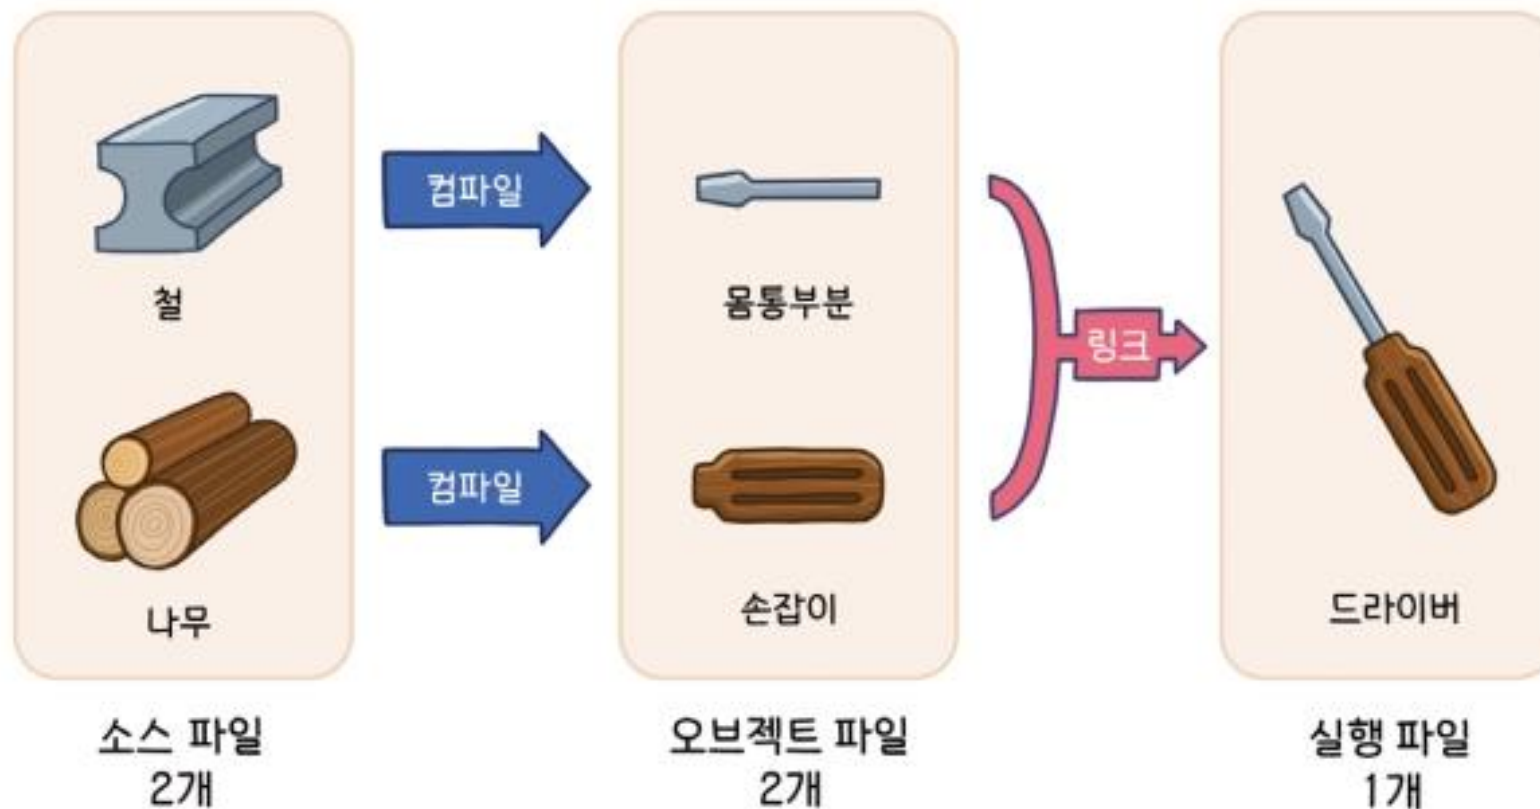 컴파일
철
몸통부분
링크
컴파일
나무
손잡이
드라이버
소스 파일
2개
오브젝트 파일
2개
실행 파일
1개